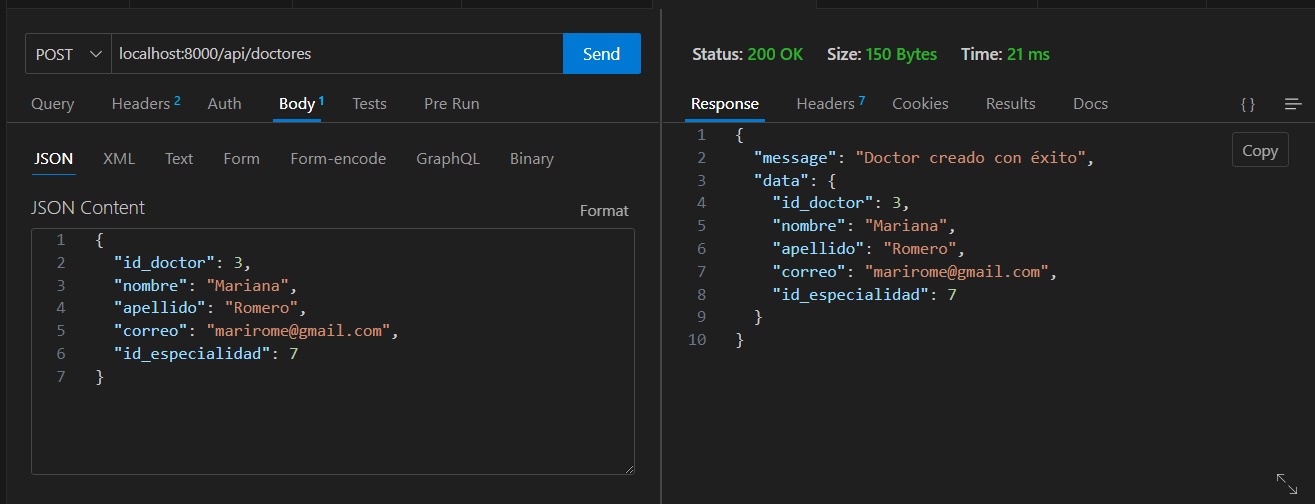 POST localhost:8000/api/doctores Send
Query Headers 2 Auth Body 1 Tests Pre Run
JSON XML Text Form Form-encode GraphQL Binary
JSON Content Format
1 {
2 "id_doctor": 3,
3 "nombre": "Mariana",
4 "apellido": "Romero",
5 "correo": "marirome@gmail.com",
6 "id_especialidad": 7
7 }
Status: 200 OK Size: 150 Bytes Time: 21 ms
Response Headers 7 Cookies Results Docs { }
Copy
1 {
2 "message": "Doctor creado con éxito",
3 "data": {
4 "id_doctor": 3,
5 "nombre": "Mariana",
6 "apellido": "Romero",
7 "correo": "marirome@gmail.com",
8 "id_especialidad": 7
9 }
10 }